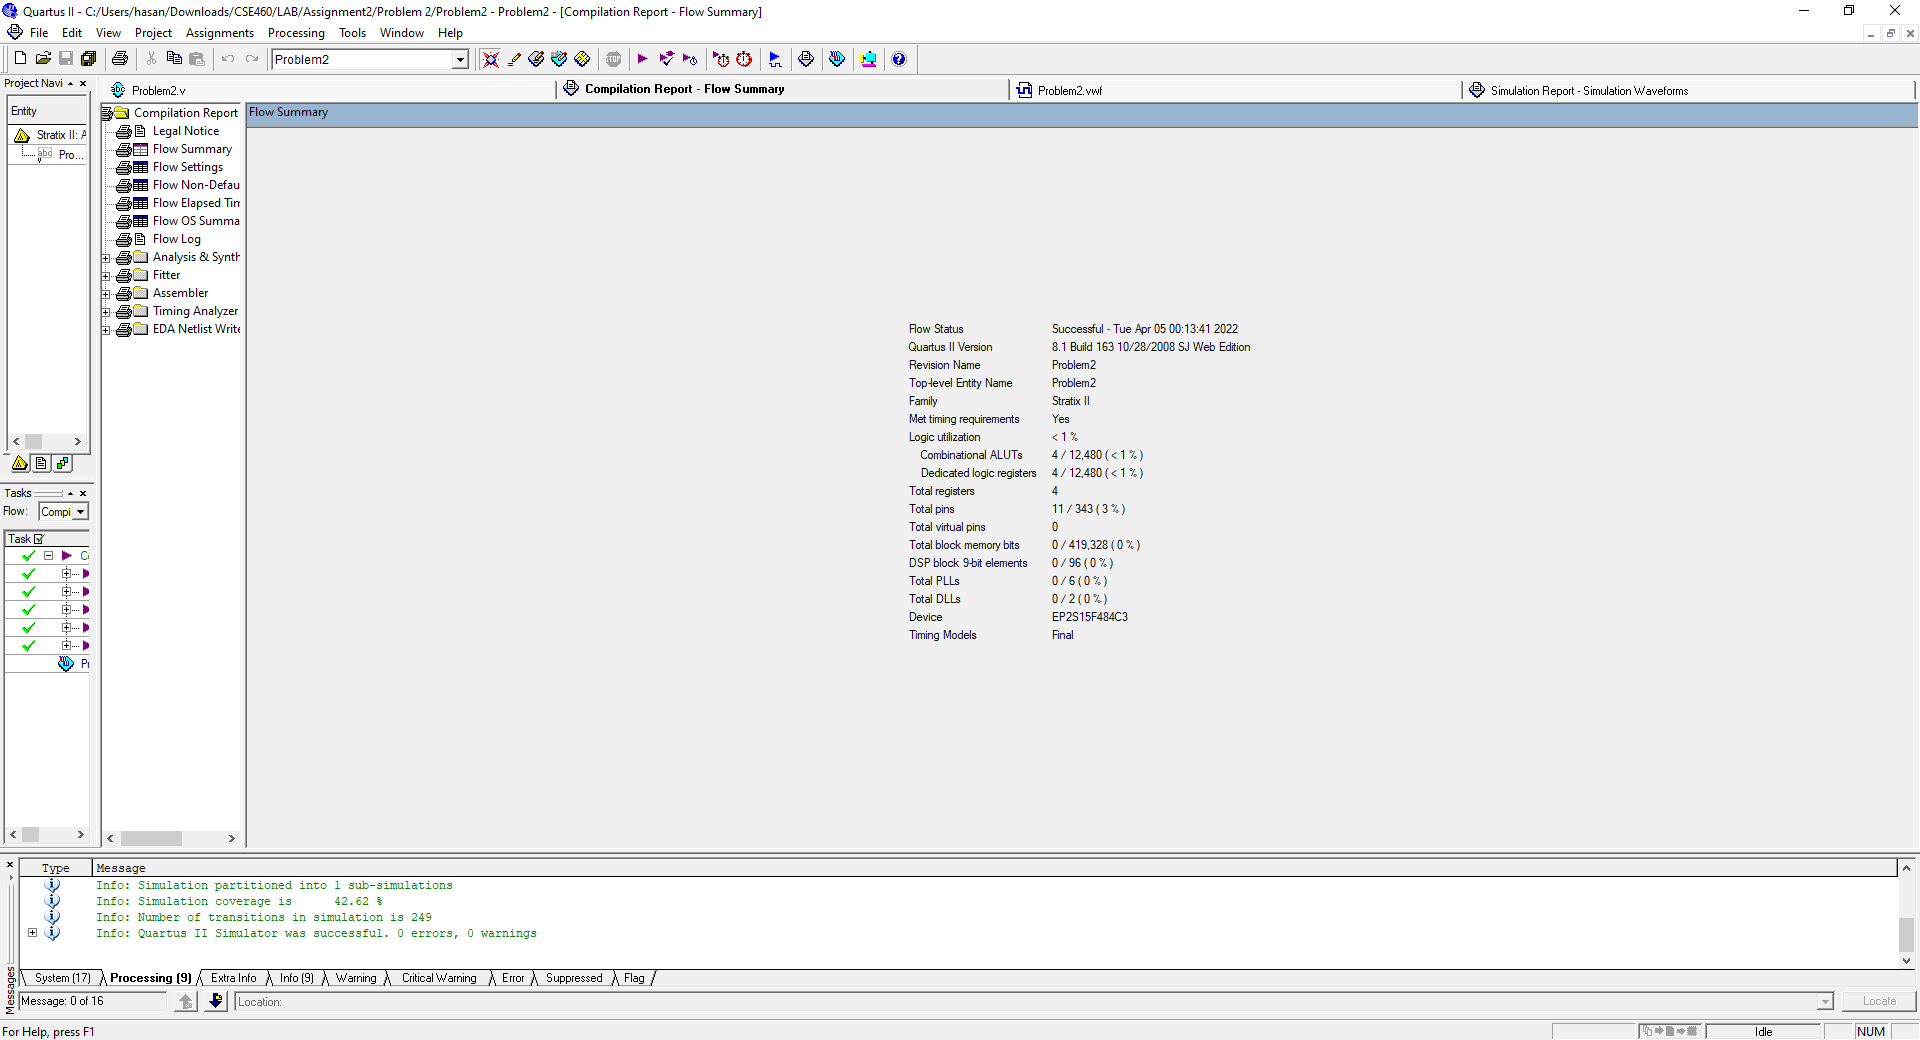 Quartus II - C:/Users/hasan/Downloads/CSE460/LAB/Assignment2/Problem 2/Problem2 - Problem2 - [Compilation Report - Flow Summary]
File Edit View Project Assignments Processing Tools Window Help
Problem2
Project Navi
Problem2.v
Compilation Report - Flow Summary
Problem2.vwf
Simulation Report - Simulation Waveforms
Entity
Stratix II: A
abc Pro...
Compilation Report
Legal Notice
Flow Summary
Flow Settings
Flow Non-Defau
Flow Elapsed Tim
Flow OS Summa
Flow Log
Analysis & Synth
Fitter
Assembler
Timing Analyzer
EDA Netlist Write
Flow Summary
Flow Status Successful - Tue Apr 05 00:13:41 2022
Quartus II Version 8.1 Build 163 10/28/2008 SJ Web Edition
Revision Name Problem2
Top-level Entity Name Problem2
Family Stratix II
Met timing requirements Yes
Logic utilization < 1 %
Combinational ALUTs 4 / 12,480 ( < 1 % )
Dedicated logic registers 4 / 12,480 ( < 1 % )
Total registers 4
Total pins 11 / 343 ( 3 % )
Total virtual pins 0
Total block memory bits 0 / 419,328 ( 0 % )
DSP block 9-bit elements 0 / 96 ( 0 % )
Total PLLs 0 / 6 ( 0 % )
Total DLLs 0 / 2 ( 0 % )
Device EP2S15F484C3
Timing Models Final
Tasks
Flow: Compi
Task
Type Message
Info: Simulation partitioned into 1 sub-simulations
Info: Simulation coverage is 42.62 %
Info: Number of transitions in simulation is 249
Info: Quartus II Simulator was successful. 0 errors, 0 warnings
System (17) Processing (9) Extra Info Info (9) Warning Critical Warning Error Suppressed Flag
Messages
Message: 0 of 16
Location:
Locate
For Help, press F1
Idle
NUM